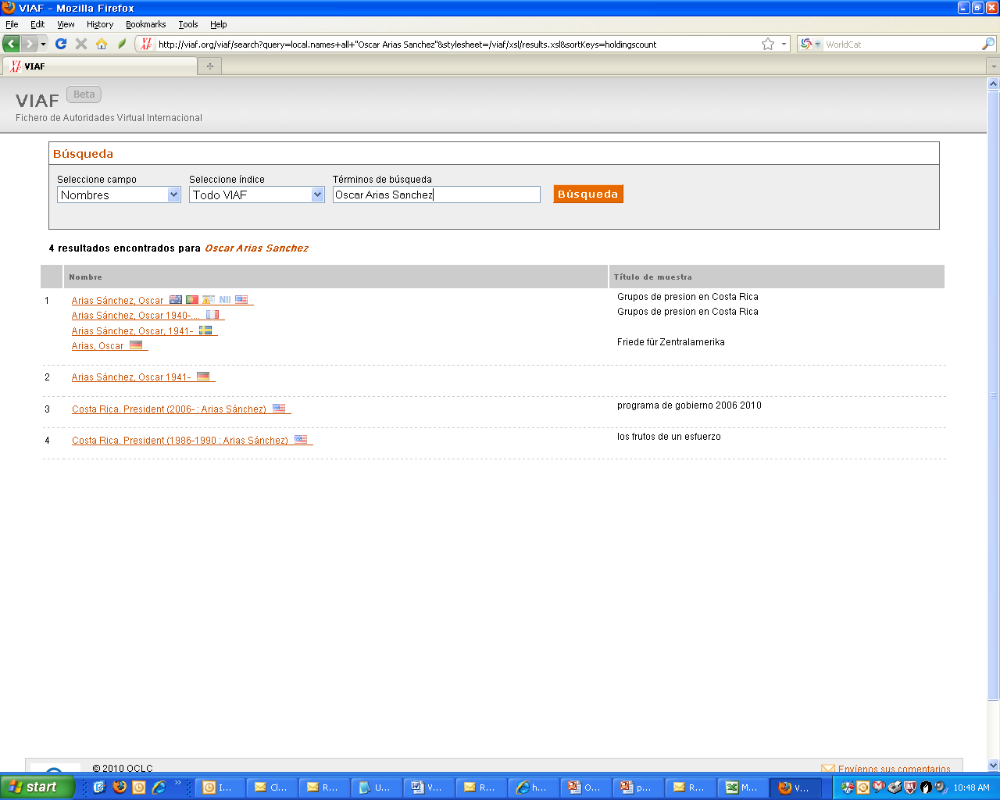 VIAF - Mozilla Firefox
File Edit View History Bookmarks Tools Help
http://viaf.org/viaf/search?query=local.names+all+"Oscar Arias Sanchez"&stylesheet=/viaf/xsl/results.xsl&sortKeys=holdingscount
WorldCat
VIAF
VIAF Beta
Fichero de Autoridades Virtual Internacional
Búsqueda
Seleccione campo Seleccione índice Términos de búsqueda
Nombres Todo VIAF Oscar Arias Sanchez Búsqueda
4 resultados encontrados para Oscar Arias Sanchez
Nombre Título de muestra
1 Arias Sánchez, Oscar NII Grupos de presion en Costa Rica
Arias Sánchez, Oscar 1940-.... Grupos de presion en Costa Rica
Arias Sánchez, Oscar, 1941-
Arias, Oscar Friede für Zentralamerika
2 Arias Sánchez, Oscar 1941-
3 Costa Rica. President (2006- : Arias Sánchez) programa de gobierno 2006 2010
4 Costa Rica. President (1986-1990 : Arias Sánchez) los frutos de un esfuerzo
© 2010 OCLC Envíenos sus comentarios
start I... Cl... R... U... V... R... h... O... p... R... M... V... 10:48 AM